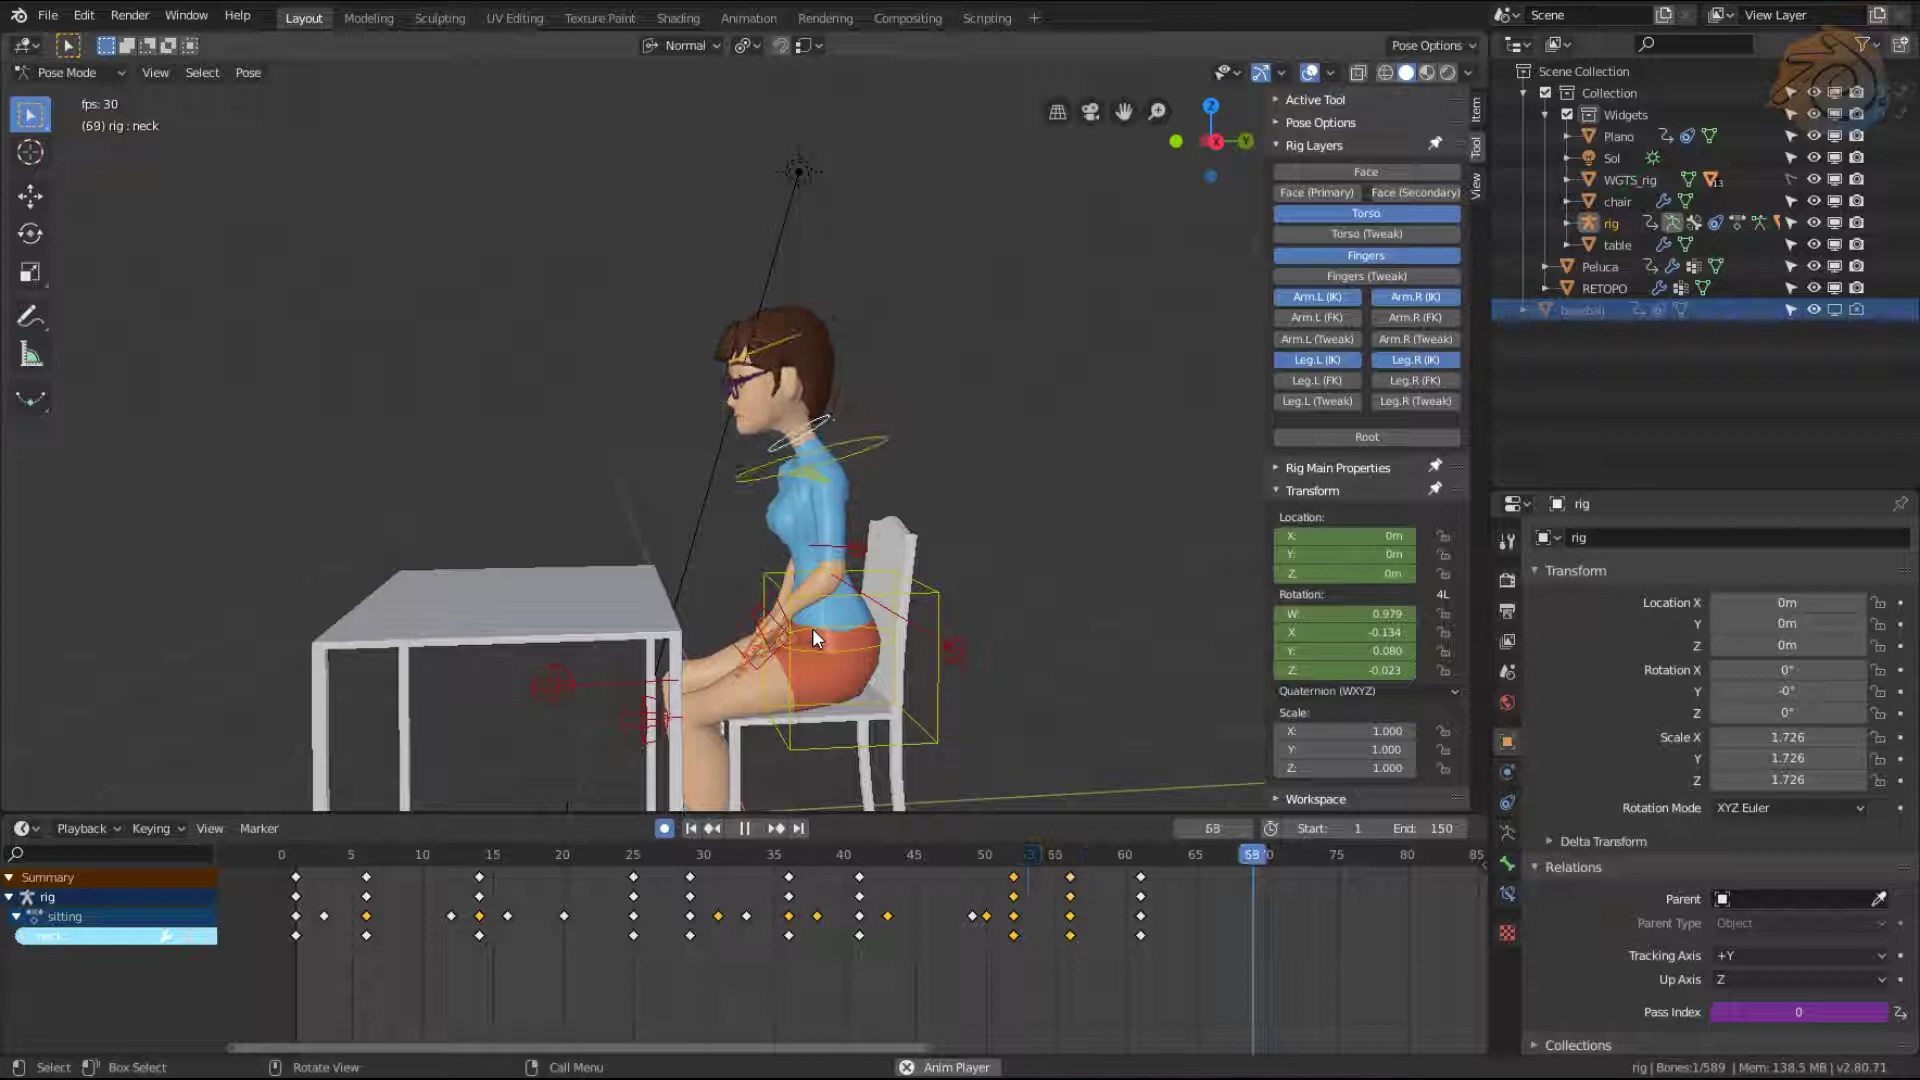 File Edit Render Window Help
Layout Modeling Sculpting UV Editing Texture Paint Shading Animation Rendering Compositing Scripting +
Scene View Layer
Normal Pose Options
Pose Mode View Select Pose
fps: 30
(69) rig : neck
Z
X
Y
Item
Tool
View
Active Tool
Pose Options
Rig Layers
Face
Face (Primary) Face (Secondary)
Torso
Torso (Tweak)
Fingers
Fingers (Tweak)
Arm.L (IK) Arm.R (IK)
Arm.L (FK) Arm.R (FK)
Arm.L (Tweak) Arm.R (Tweak)
Leg.L (IK) Leg.R (IK)
Leg.L (FK) Leg.R (FK)
Leg.L (Tweak) Leg.R (Tweak)
Root
Rig Main Properties
Transform
Location:
X: 0m
Y: 0m
Z: 0m
Rotation: 4L
W: 0.979
X -0.134
Y: 0.080
Z: -0.023
Quaternion (WXYZ)
Scale:
X: 1.000
Y: 1.000
Z: 1.000
Workspace
Scene Collection
Collection
Widgets
Plano
Sol
WGTS_rig 13
chair
rig
table
Peluca
RETOPO
rig
rig
Transform
Location X 0m
Y 0m
Z 0m
Rotation X 0°
Y -0°
Z 0°
Scale X 1.726
Y 1.726
Z 1.726
Rotation Mode XYZ Euler
Delta Transform
Relations
Parent
Parent Type Object
Tracking Axis +Y
Up Axis Z
Pass Index 0
Collections
Playback Keying View Marker
Start: 1 End: 150
0 5 10 15 20 25 30 35 40 45 50 55 60 65 70 75 80 85
Summary
rig
sitting
neck
Select Box Select Rotate View Call Menu Anim Player
rig | Bones:1/589 | Mem: 138.5 MB | v2.80.71